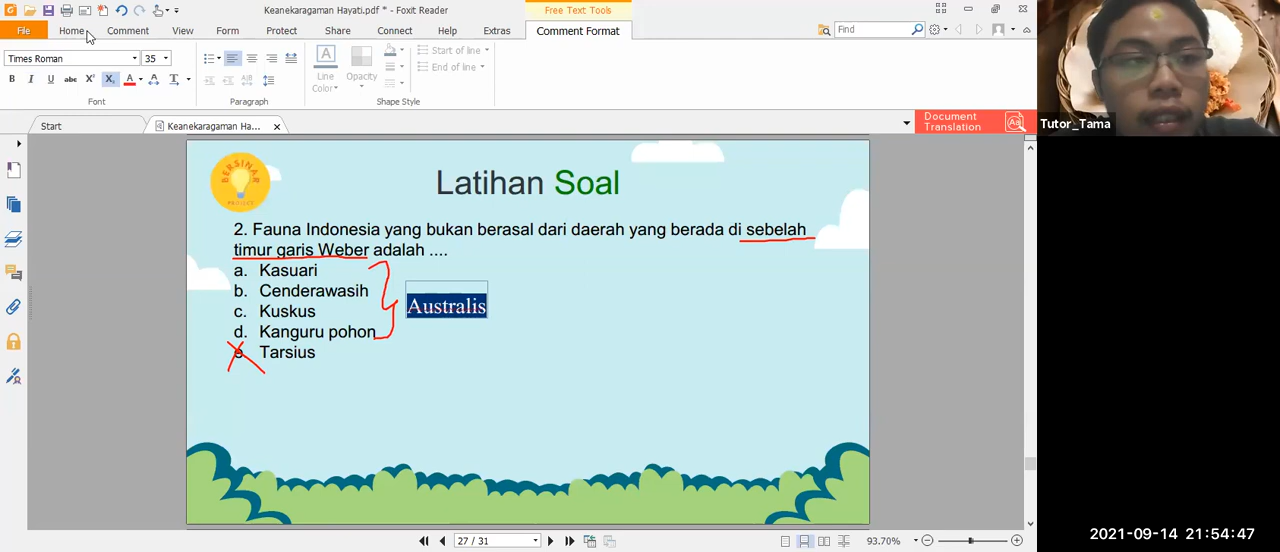 Keanekaragaman Hayati.pdf * - Foxit Reader
Free Text Tools
File Home Comment View Form Protect Share Connect Help Extras Comment Format
Find
Times Roman 35
Line Color
Opacity
Start of line
End of line
Font Paragraph Shape Style
Start
Keanekaragaman Ha...
Document Translation
Tutor_Tama
BERSINAR PROJECT
Latihan Soal
2. Fauna Indonesia yang bukan berasal dari daerah yang berada di sebelah
timur garis Weber adalah ....
a. Kasuari
b. Cenderawasih
c. Kuskus
d. Kanguru pohon
e. Tarsius
Australis
27 / 31
93.70%
2021-09-14 21:54:47